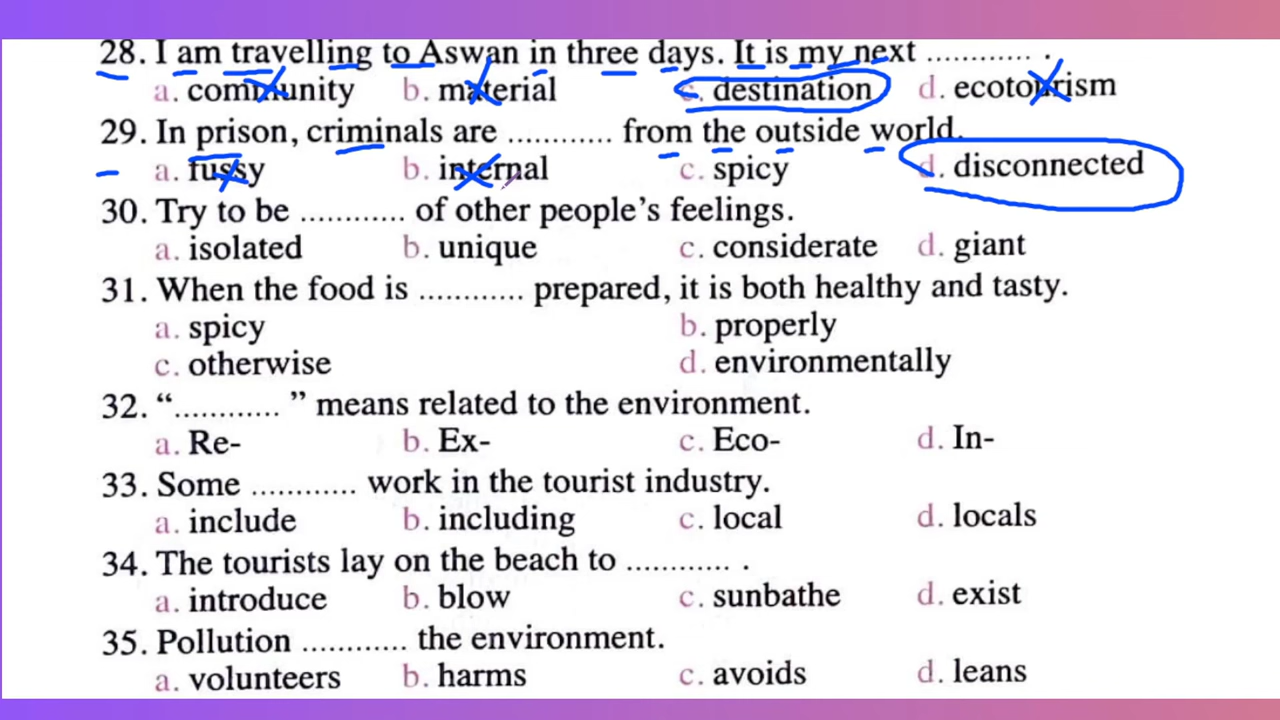 28. I am travelling to Aswan in three days. It is my next ............ .
a. community b. material c. destination d. ecotourism
29. In prison, criminals are ............ from the outside world.
a. fussy b. internal c. spicy d. disconnected
30. Try to be ............ of other people's feelings.
a. isolated b. unique c. considerate d. giant
31. When the food is ............ prepared, it is both healthy and tasty.
a. spicy b. properly
c. otherwise d. environmentally
32. “............ ” means related to the environment.
a. Re- b. Ex- c. Eco- d. In-
33. Some ............ work in the tourist industry.
a. include b. including c. local d. locals
34. The tourists lay on the beach to ............ .
a. introduce b. blow c. sunbathe d. exist
35. Pollution ............ the environment.
a. volunteers b. harms c. avoids d. leans